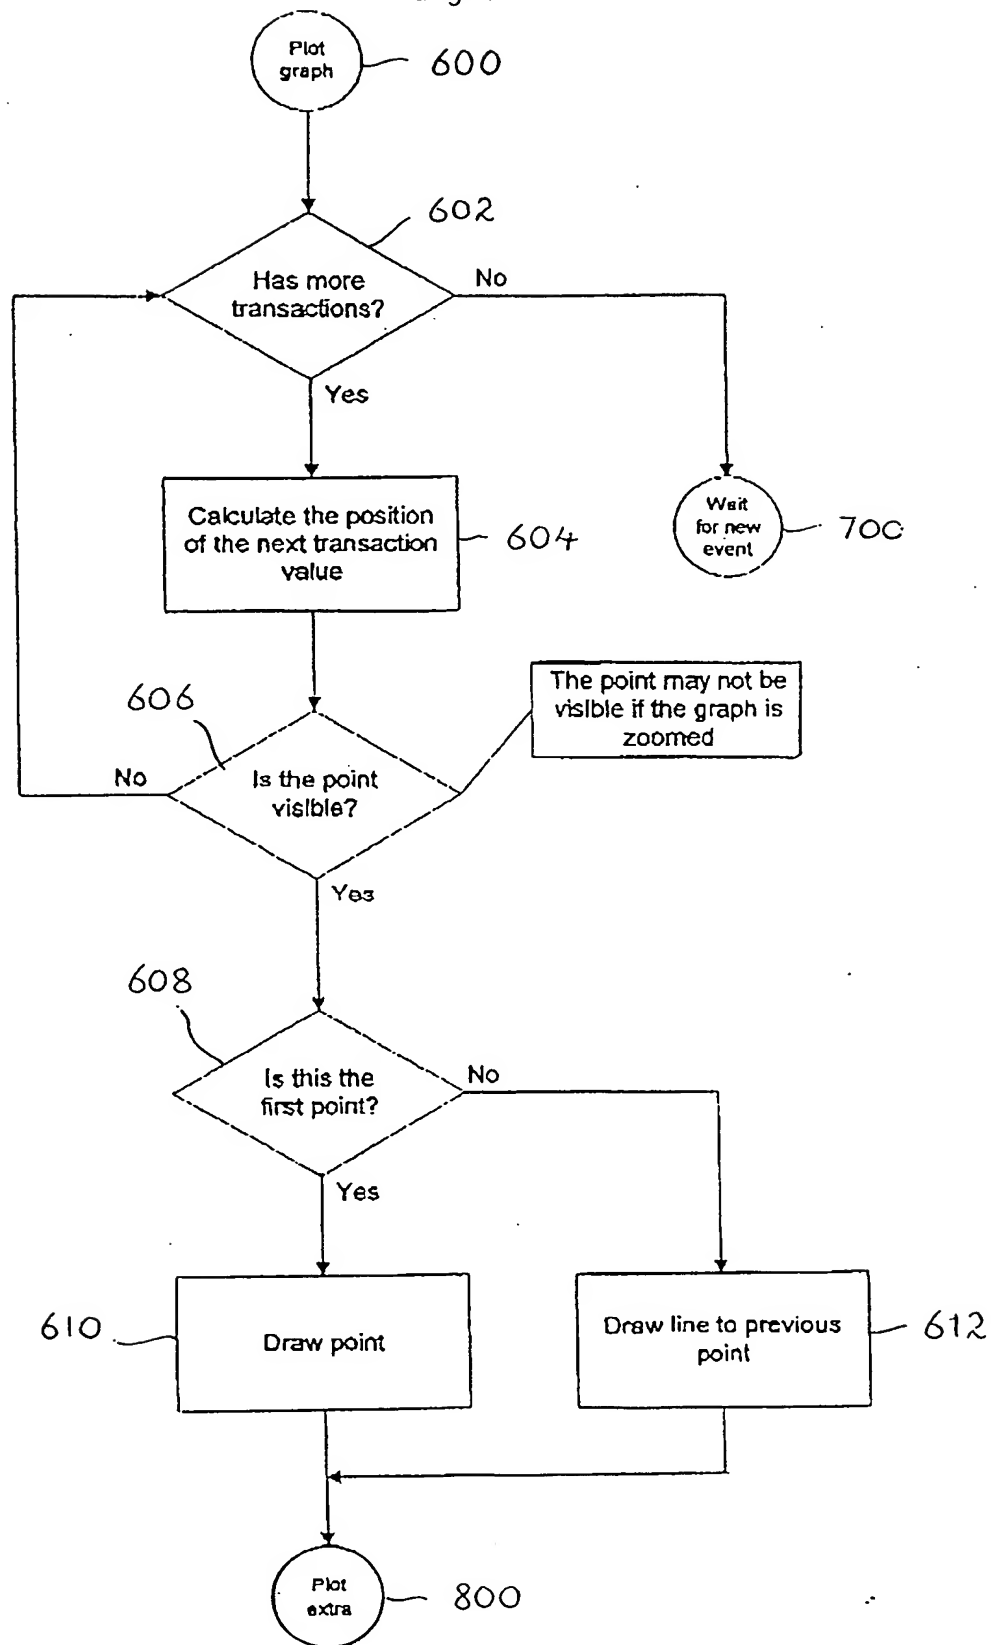 Plot
graph
600
602
Has more
transactions?
No
Yes
Calculate the position
of the next transaction
value
604
Wait
for new
event
700
606
The point may not be
visible if the graph is
zoomed
Is the point
visible?
No
Yes
608
Is this the
first point?
No
Yes
610
Draw point
Draw line to previous
point
612
Plot
extra
800